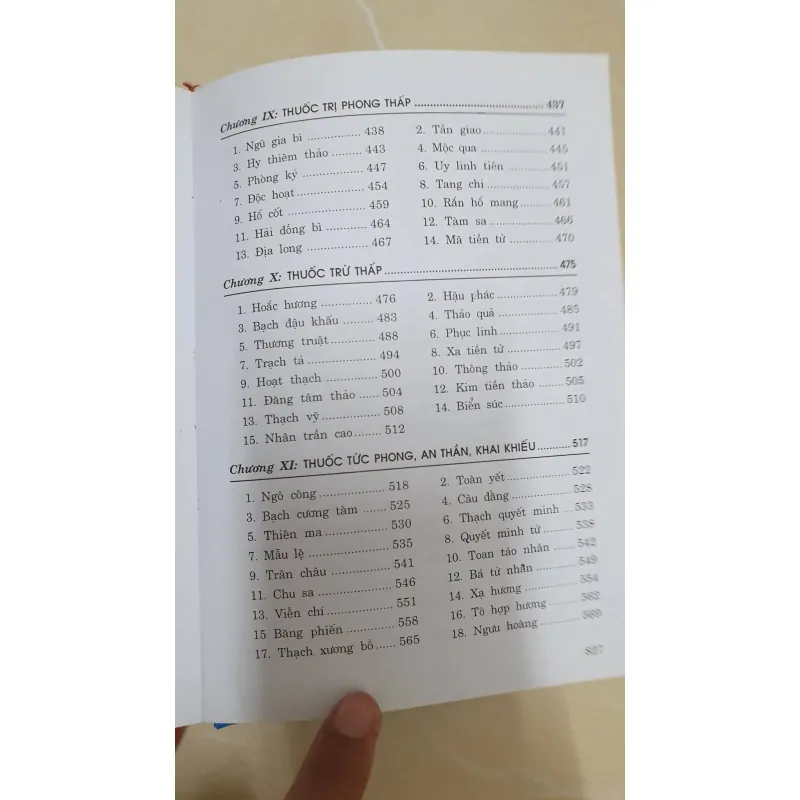 Chương IX: THUỐC TRỊ PHONG THẤP ........ 437
1. Ngũ gia bì ........ 438 2. Tần giao ........ 441
3. Hy thiêm thảo ........ 443 4. Mộc qua ........ 445
5. Phòng kỷ ........ 447 6. Uy linh tiên ........ 451
7. Độc hoạt ........ 454 8. Tang chi ........ 457
9. Hổ cốt ........ 459 10. Rắn hổ mang ........ 461
11. Hải đồng bì ........ 464 12. Tàm sa ........ 466
13. Địa long ........ 467 14. Mã tiền tử ........ 470
Chương X: THUỐC TRỪ THẤP ........ 475
1. Hoắc hương ........ 476 2. Hậu phác ........ 479
3. Bạch đậu khấu ........ 483 4. Thảo quả ........ 485
5. Thương truật ........ 488 6. Phục linh ........ 491
7. Trạch tả ........ 494 8. Xa tiền tử ........ 497
9. Hoạt thạch ........ 500 10. Thông thảo ........ 502
11. Đăng tâm thảo ...... 504 12. Kim tiền thảo ........ 505
13. Thạch vỹ ........ 508 14. Biển súc ........ 510
15. Nhân trần cao ........ 512
Chương XI: THUỐC TỨC PHONG, AN THẦN, KHAI KHIẾU ........ 517
1. Ngô công ........ 518 2. Toàn yết ........ 522
3. Bạch cương tàm ....... 525 4. Câu đằng ........ 528
5. Thiên ma ........ 530 6. Thạch quyết minh ... 533
7. Mẫu lệ ........ 535 8. Quyết minh tử ........ 538
9. Trân châu ........ 541 10. Toan táo nhân ....... 542
11. Chu sa ........ 546 12. Bá tử nhân ........ 549
13. Viễn chí ........ 551 14. Xạ hương ........ 554
15 Băng phiến ........ 558 16. Tô hợp hương ........ 562
17. Thạch xương bồ ...... 565 18. Ngưu hoàng ........ 569
827